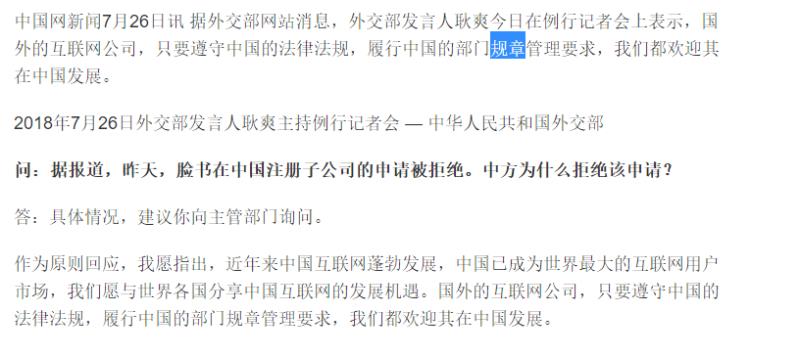 中国网新闻7月26日讯 据外交部网站消息，外交部发言人耿爽今日在例行记者会上表示，国
外的互联网公司，只要遵守中国的法律法规，履行中国的部门规章管理要求，我们都欢迎其
在中国发展。
2018年7月26日外交部发言人耿爽主持例行记者会 — 中华人民共和国外交部
问：据报道，昨天，脸书在中国注册子公司的申请被拒绝。中方为什么拒绝该申请？
答：具体情况，建议你向主管部门询问。
作为原则回应，我愿指出，近年来中国互联网蓬勃发展，中国已成为世界最大的互联网用户
市场，我们愿与世界各国分享中国互联网的发展机遇。国外的互联网公司，只要遵守中国的
法律法规，履行中国的部门规章管理要求，我们都欢迎其在中国发展。